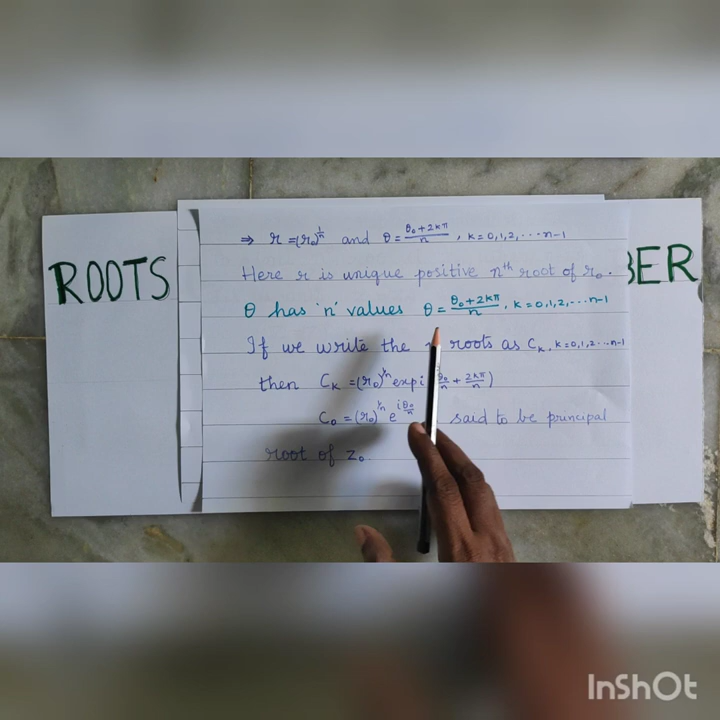 ROOTS
BER
⇒ r = (r₀)^(1/n) and θ = (θ₀+2kπ)/n , k=0,1,2,...n-1
Here r is unique positive nth root of r₀.
θ has 'n' values θ = (θ₀+2kπ)/n , k=0,1,2,...n-1
If we write the roots as Cₖ, k=0,1,2...n-1
then Cₖ = (r₀)^(1/n) exp i(θ₀/n + 2kπ/n)
C₀ = (r₀)^(1/n) e^(iθ₀/n) said to be principal
root of z₀.
InShOt